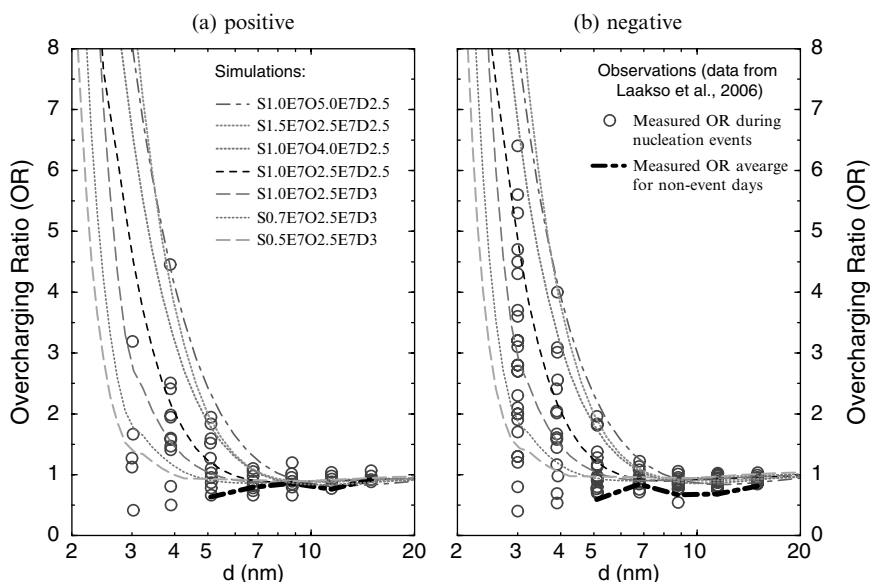 (a) positive
(b) negative
8
7
6
5
4
3
2
1
0
Overcharging Ratio (OR)
2
3
4
5
7
10
20
d (nm)
Simulations:
S1.0E7O5.0E7D2.5
S1.5E7O2.5E7D2.5
S1.0E7O4.0E7D2.5
S1.0E7O2.5E7D2.5
S1.0E7O2.5E7D3
S0.7E7O2.5E7D3
S0.5E7O2.5E7D3
Observations (data from
Laakso et al., 2006)
Measured OR during
nucleation events
Measured OR avearge
for non-event days
2
3
4
5
7
10
20
d (nm)
8
7
6
5
4
3
2
1
0
Overcharging Ratio (OR)